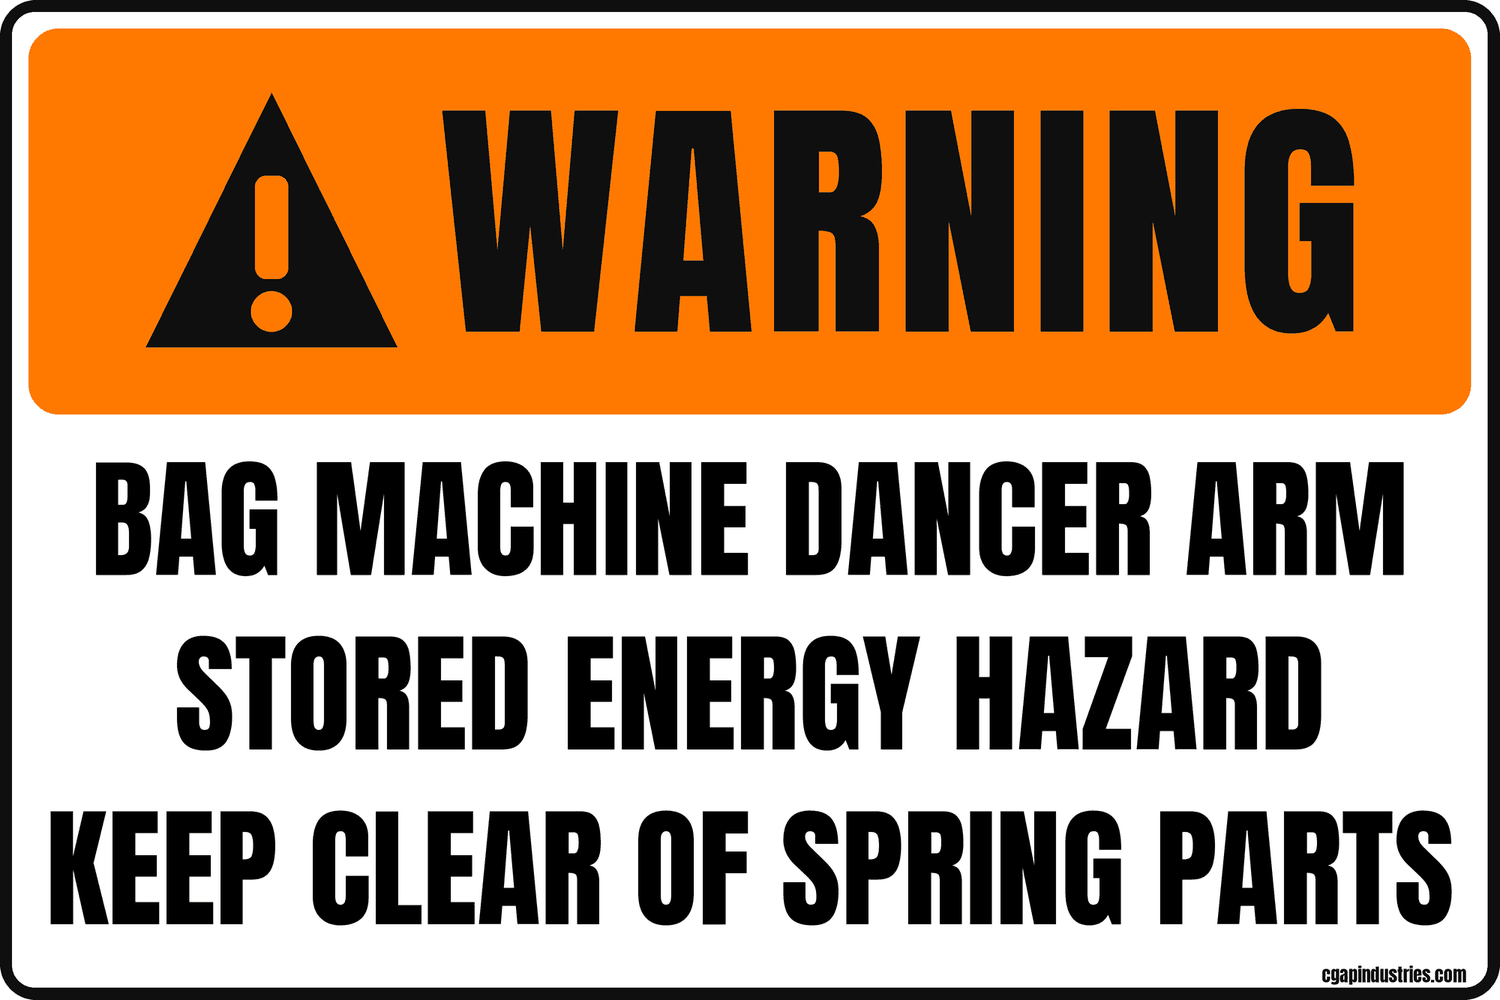 WARNING
BAG MACHINE DANCER ARM
STORED ENERGY HAZARD
KEEP CLEAR OF SPRING PARTS
cgapindustries.com